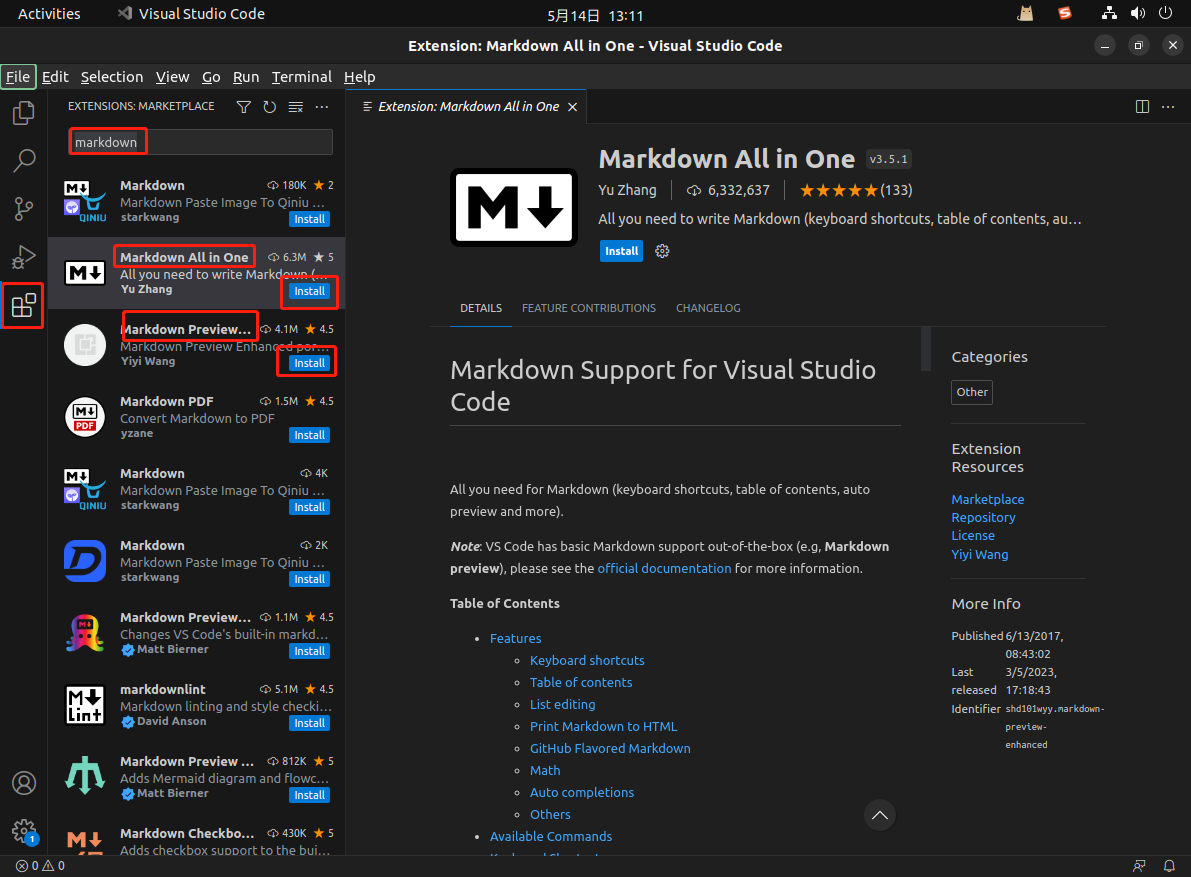 Activities Visual Studio Code 5月14日 13:11
Extension: Markdown All in One - Visual Studio Code
File Edit Selection View Go Run Terminal Help
EXTENSIONS: MARKETPLACE
markdown
Markdown 180K 2
Markdown Paste Image To Qiniu ...
starkwang Install
Markdown All in One 6.3M 5
All you need to write Markdown (...
Yu Zhang Install
Markdown Preview... 4.1M 4.5
Markdown Preview Enhanced por...
Yiyi Wang Install
Markdown PDF 1.5M 4.5
Convert Markdown to PDF
yzane Install
Markdown 4K
Markdown Paste Image To Qiniu ...
starkwang Install
Markdown 2K
Markdown Paste Image To Qiniu ...
starkwang Install
Markdown Preview... 1.1M 4.5
Changes VS Code's built-in markd...
Matt Bierner Install
markdownlint 5.1M 4.5
Markdown linting and style checki...
David Anson Install
Markdown Preview ... 812K 5
Adds Mermaid diagram and flowc...
Matt Bierner Install
Markdown Checkbo... 430K 5
Adds checkbox support to the bui...
QINIU
QINIU
PDF
Lint
1
Extension: Markdown All in One
Markdown All in One v3.5.1
Yu Zhang 6,332,637 (133)
All you need to write Markdown (keyboard shortcuts, table of contents, au...
Install
DETAILS FEATURE CONTRIBUTIONS CHANGELOG
Markdown Support for Visual Studio
Code
All you need for Markdown (keyboard shortcuts, table of contents, auto
preview and more).
Note: VS Code has basic Markdown support out-of-the-box (e.g, Markdown
preview), please see the official documentation for more information.
Table of Contents
Features
Keyboard shortcuts
Table of contents
List editing
Print Markdown to HTML
GitHub Flavored Markdown
Math
Auto completions
Others
Available Commands
Categories
Other
Extension
Resources
Marketplace
Repository
License
Yiyi Wang
More Info
Published 6/13/2017,
08:43:02
Last 3/5/2023,
released 17:18:43
Identifier shd101wyy.markdown-
preview-
enhanced
0 0